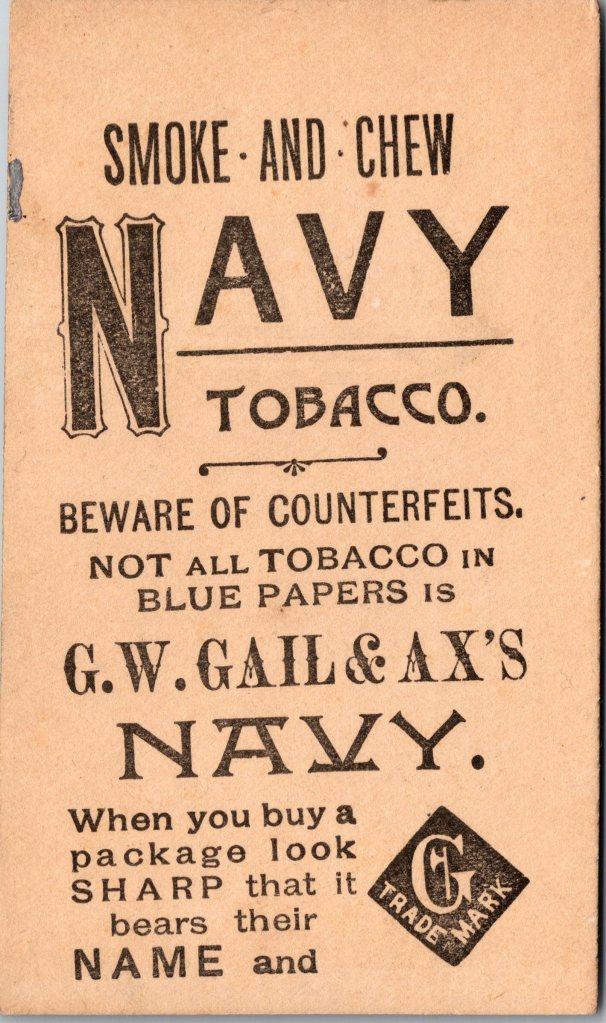 SMOKE · AND · CHEW
NAVY
TOBACCO.
BEWARE OF COUNTERFEITS.
NOT ALL TOBACCO IN
BLUE PAPERS IS
G. W. GAIL & AX'S
NAVY.
When you buy a
package look
SHARP that it
bears their
NAME and
G
TRADE MARK